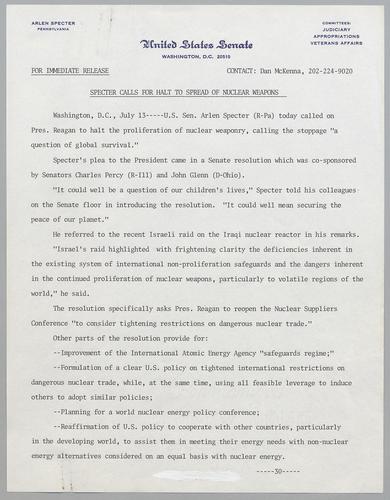 ARLEN SPECTER
PENNSYLVANIA
COMMITTEES:
JUDICIARY
APPROPRIATIONS
VETERANS AFFAIRS
United States Senate
WASHINGTON, D.C. 20510
FOR IMMEDIATE RELEASE CONTACT: Dan McKenna, 202-224-9020
SPECTER CALLS FOR HALT TO SPREAD OF NUCLEAR WEAPONS
Washington, D.C., July 13-----U.S. Sen. Arlen Specter (R-Pa) today called on
Pres. Reagan to halt the proliferation of nuclear weaponry, calling the stoppage "a
question of global survival."
Specter's plea to the President came in a Senate resolution which was co-sponsored
by Senators Charles Percy (R-Ill) and John Glenn (D-Ohio).
"It could well be a question of our children's lives," Specter told his colleagues
on the Senate floor in introducing the resolution. "It could well mean securing the
peace of our planet."
He referred to the recent Israeli raid on the Iraqi nuclear reactor in his remarks.
"Israel's raid highlighted with frightening clarity the deficiencies inherent in
the existing system of international non-proliferation safeguards and the dangers inherent
in the continued proliferation of nuclear weapons, particularly to volatile regions of the
world," he said.
The resolution specifically asks Pres. Reagan to reopen the Nuclear Suppliers
Conference "to consider tightening restrictions on dangerous nuclear trade."
Other parts of the resolution provide for:
--Improvement of the International Atomic Energy Agency "safeguards regime;"
--Formulation of a clear U.S. policy on tightened international restrictions on
dangerous nuclear trade, while, at the same time, using all feasible leverage to induce
others to adopt similar policies;
--Planning for a world nuclear energy policy conference;
--Reaffirmation of U.S. policy to cooperate with other countries, particularly
in the developing world, to assist them in meeting their energy needs with non-nuclear
energy alternatives considered on an equal basis with nuclear energy.
-----30-----